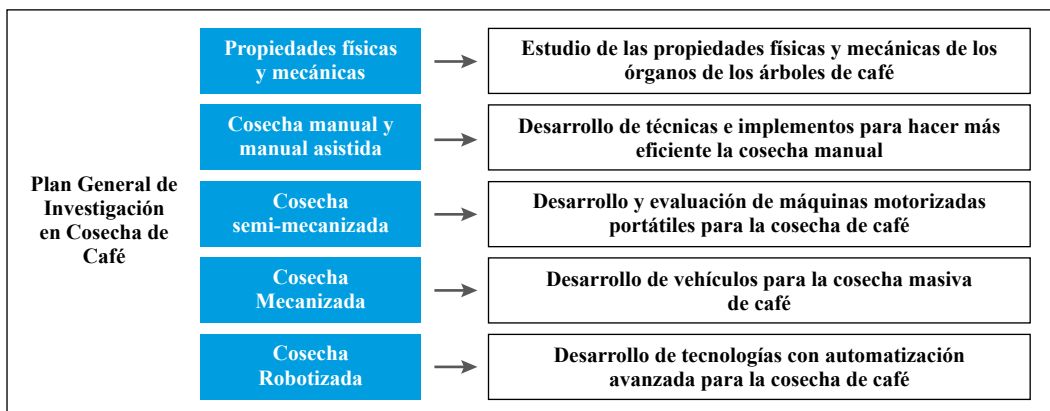 Plan General de
Investigación
en Cosecha de
Café
Propiedades físicas
y mecánicas
Estudio de las propiedades físicas y mecánicas de los
órganos de los árboles de café
Cosecha manual y
manual asistida
Desarrollo de técnicas e implementos para hacer más
eficiente la cosecha manual
Cosecha
semi-mecanizada
Desarrollo y evaluación de máquinas motorizadas
portátiles para la cosecha de café
Cosecha
Mecanizada
Desarrollo de vehículos para la cosecha masiva
de café
Cosecha
Robotizada
Desarrollo de tecnologías con automatización
avanzada para la cosecha de café